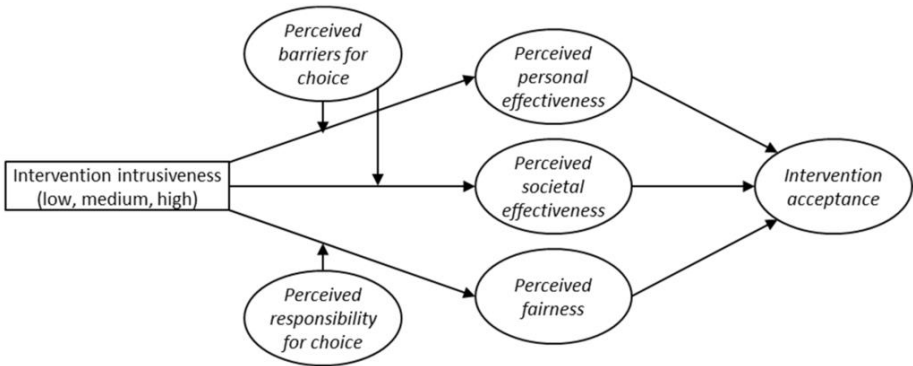 Perceived
barriers for
choice
Perceived
personal
effectiveness
Intervention intrusiveness
(low, medium, high)
Perceived
societal
effectiveness
Intervention
acceptance
Perceived
responsibility
for choice
Perceived
fairness